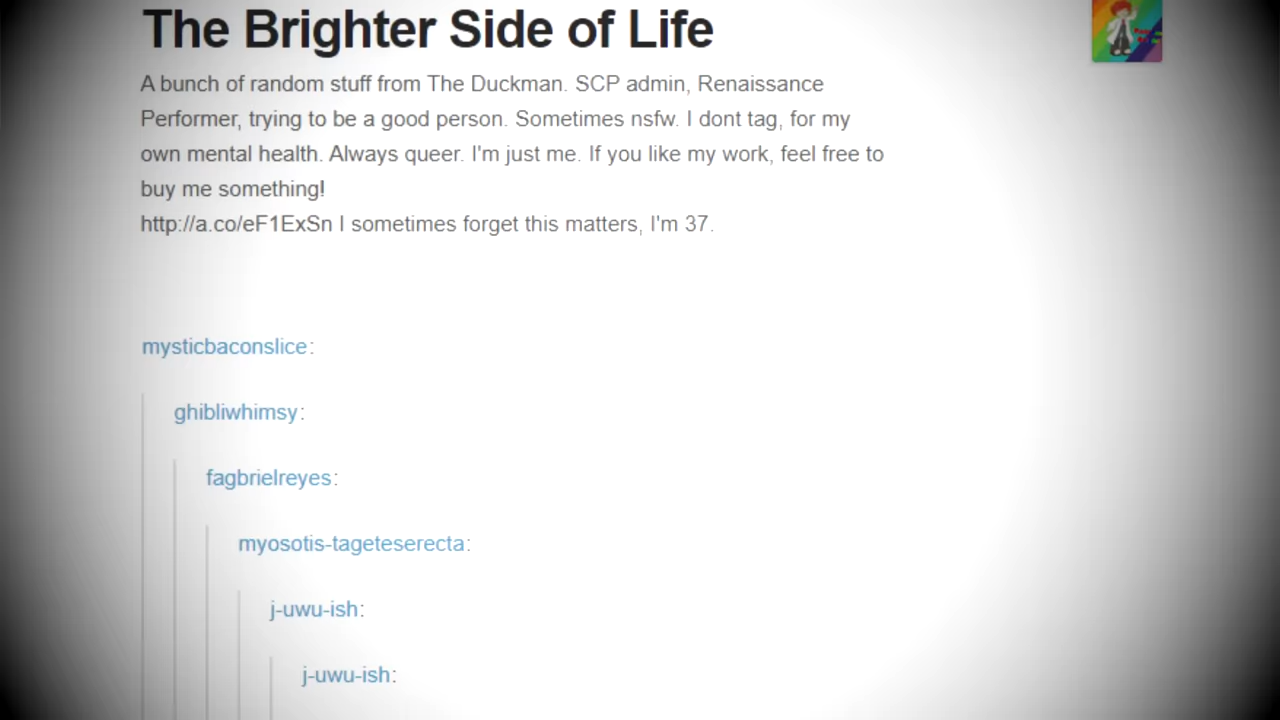 The Brighter Side of Life
A bunch of random stuff from The Duckman. SCP admin, Renaissance
Performer, trying to be a good person. Sometimes nsfw. I dont tag, for my
own mental health. Always queer. I'm just me. If you like my work, feel free to
buy me something!
http://a.co/eF1ExSn I sometimes forget this matters, I'm 37.
mysticbaconslice:
ghibliwhimsy:
fagbrielreyes:
myosotis-tageteserecta:
j-uwu-ish:
j-uwu-ish: